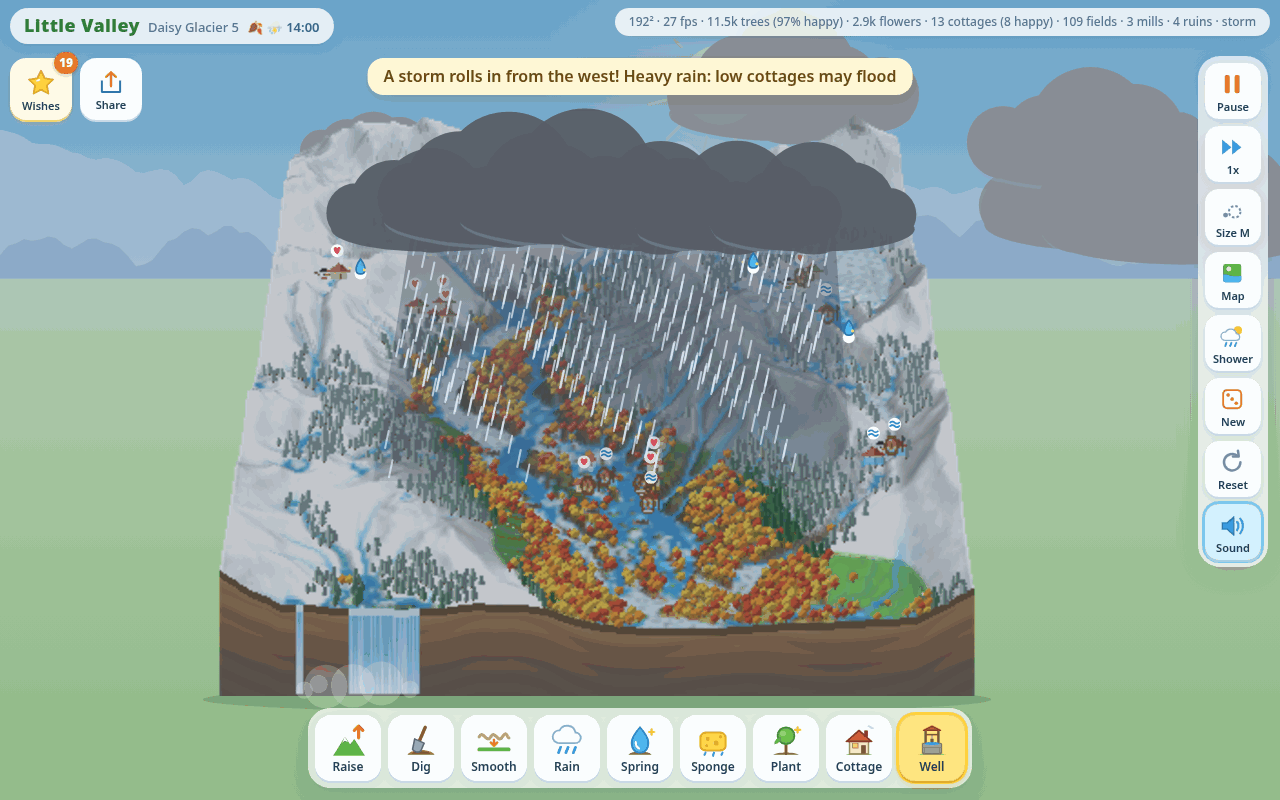 Little Valley Daisy Glacier 5 14:00
192² · 27 fps · 11.5k trees (97% happy) · 2.9k flowers · 13 cottages (8 happy) · 109 fields · 3 mills · 4 ruins · storm
19
Wishes
Share
A storm rolls in from the west! Heavy rain: low cottages may flood
Pause
1x
Size M
Map
Shower
New
Reset
Sound
Raise
Dig
Smooth
Rain
Spring
Sponge
Plant
Cottage
Well